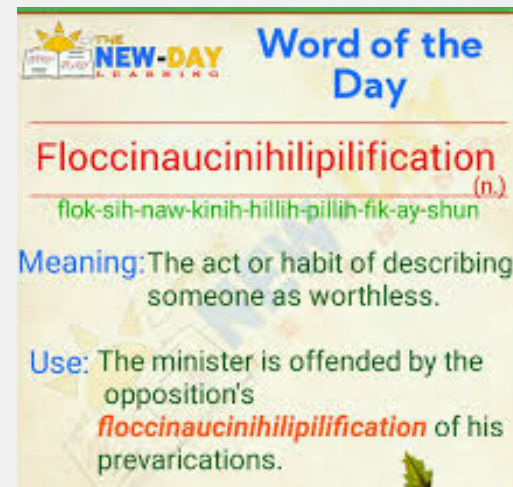 THE
NEW-DAY
LEARNING
Word of the
Day
Floccinaucinihilipilification
(n.)
flok-sih-naw-kinih-hillih-pillih-fik-ay-shun
Meaning: The act or habit of describing
someone as worthless.
Use: The minister is offended by the
opposition's
floccinaucinihilipilification of his
prevarications.